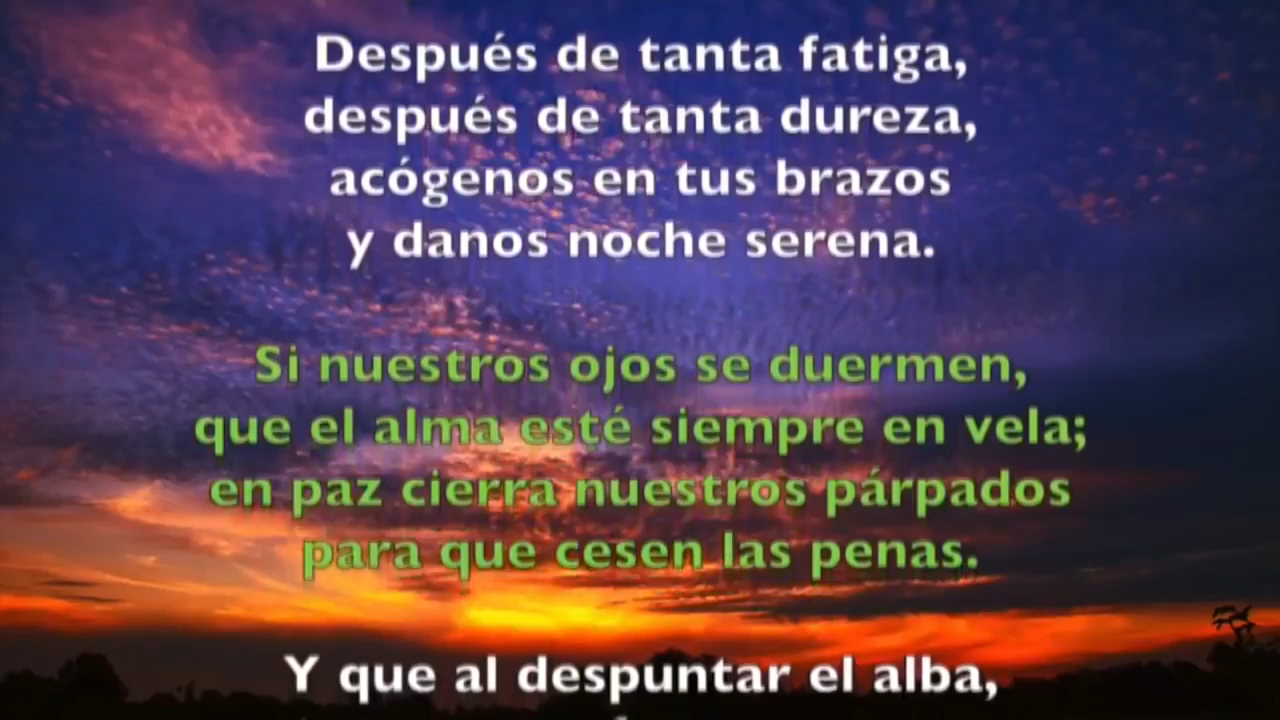 Después de tanta fatiga,
después de tanta dureza,
acógenos en tus brazos
y danos noche serena.
Si nuestros ojos se duermen,
que el alma esté siempre en vela;
en paz cierra nuestros párpados
para que cesen las penas.
Y que al despuntar el alba,